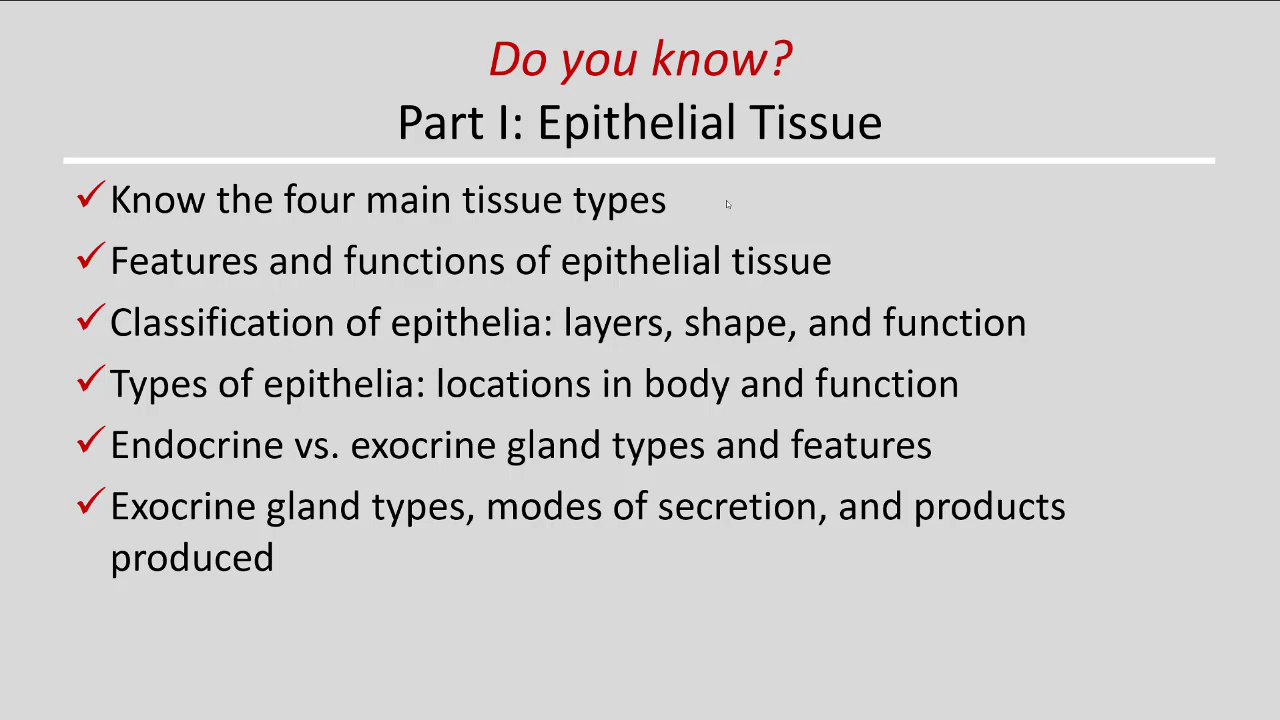 Do you know?
Part I: Epithelial Tissue
✓Know the four main tissue types
✓Features and functions of epithelial tissue
✓Classification of epithelia: layers, shape, and function
✓Types of epithelia: locations in body and function
✓Endocrine vs. exocrine gland types and features
✓Exocrine gland types, modes of secretion, and products
produced